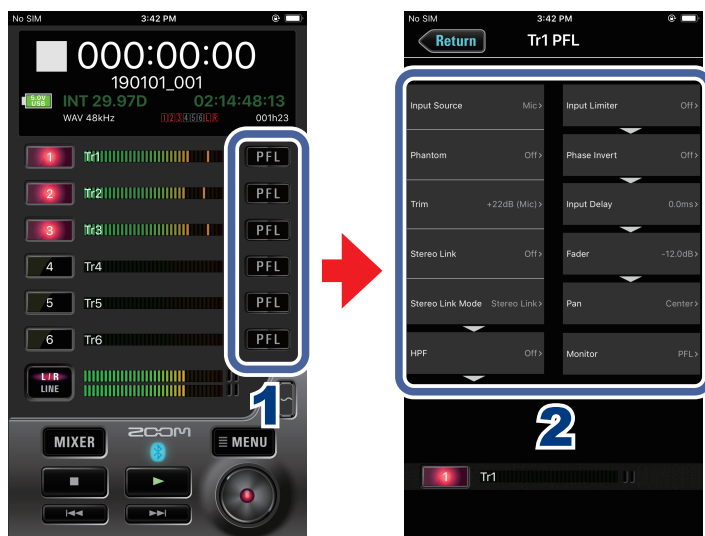 No SIM 3:42 PM
000:00:00
190101_001
5.0V USB INT 29.97D 02:14:48:13
WAV 48kHz 1 2 3 4 5 6 L R 001h23
1 Tr1 PFL
2 Tr2 PFL
3 Tr3 PFL
4 Tr4 PFL
5 Tr5 PFL
6 Tr6 PFL
L/R
LINE
1
MIXER ZOOM MENU
No SIM 3:42 PM
Return Tr1 PFL
Input Source Mic> Input Limiter Off>
Phantom Off> Phase Invert Off>
Trim +22dB (Mic)> Input Delay 0.0ms>
Stereo Link Off> Fader -12.0dB>
Stereo Link Mode Stereo Link> Pan Center>
HPF Off> Monitor PFL>
2
1 Tr1